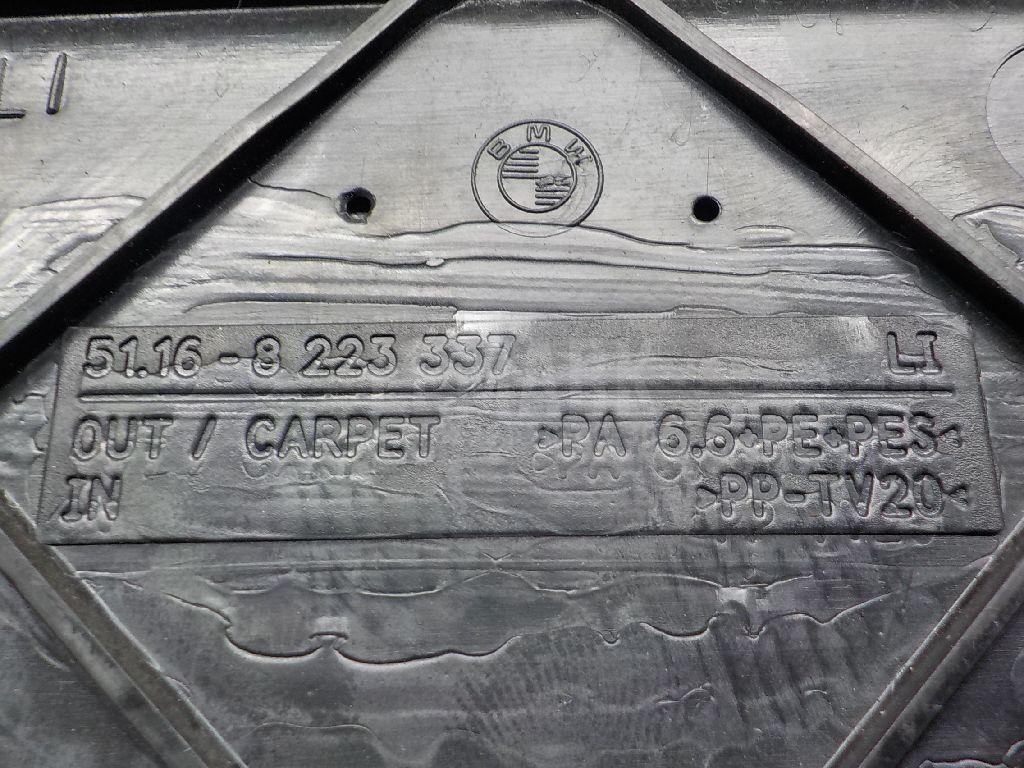 LI
BMW
51.16-8 223 337 LI
OUT / CARPET >PA 6.6+PE+PES<
IN >PP-TV20<